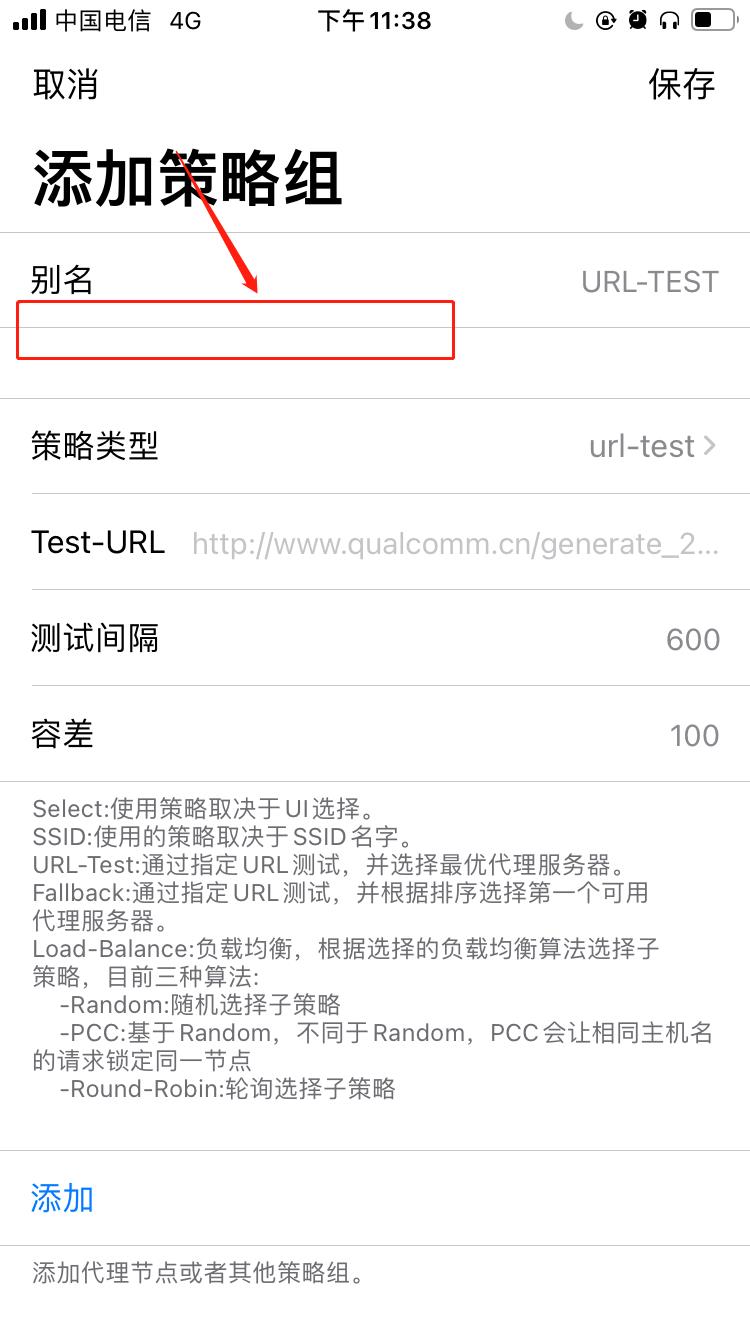 中国电信 4G 下午11:38
取消 保存
添加策略组
别名 URL-TEST
策略类型 url-test
Test-URL http://www.qualcomm.cn/generate_2...
测试间隔 600
容差 100
Select:使用策略取决于UI选择。
SSID:使用的策略取决于SSID名字。
URL-Test:通过指定URL测试，并选择最优代理服务器。
Fallback:通过指定URL测试，并根据排序选择第一个可用
代理服务器。
Load-Balance:负载均衡，根据选择的负载均衡算法选择子
策略，目前三种算法:
-Random:随机选择子策略
-PCC:基于Random，不同于Random，PCC会让相同主机名
的请求锁定同一节点
-Round-Robin:轮询选择子策略
添加
添加代理节点或者其他策略组。